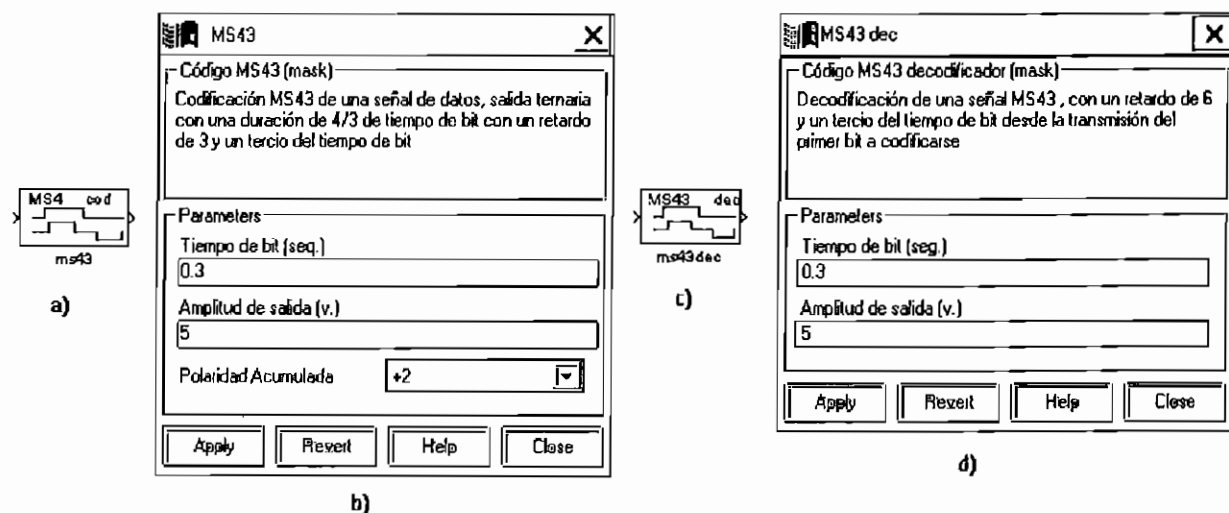 MS4 cod
ms43
a)
MS43
Código MS43 (mask)
Codificación MS43 de una señal de datos, salida ternaria
con una duración de 4/3 de tiempo de bit con un retardo
de 3 y un tercio del tiempo de bit
Parameters
Tiempo de bit (seq.)
0.3
Amplitud de salida (v.)
5
Polaridad Acumulada
+2
Apply
Revert
Help
Close
b)
MS43 dec
ms43dec
c)
MS43 dec
Código MS43 decodificador (mask)
Decodificación de una señal MS43 , con un retardo de 6
y un tercio del tiempo de bit desde la transmisión del
primer bit a codificarse
Parameters
Tiempo de bit (seg.)
0.3
Amplitud de salida (v.)
5
Apply
Revert
Help
Close
d)